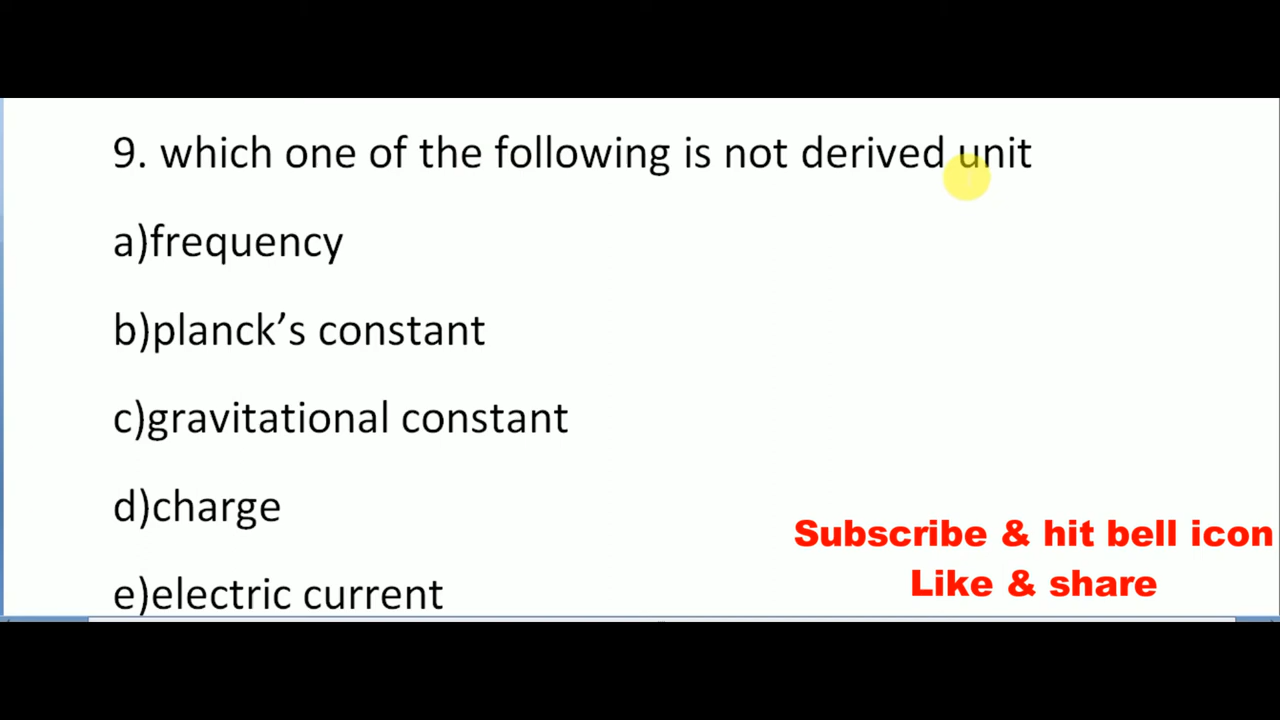 9. which one of the following is not derived unit
a)frequency
b)planck’s constant
c)gravitational constant
d)charge
e)electric current
Subscribe & hit bell icon
Like & share